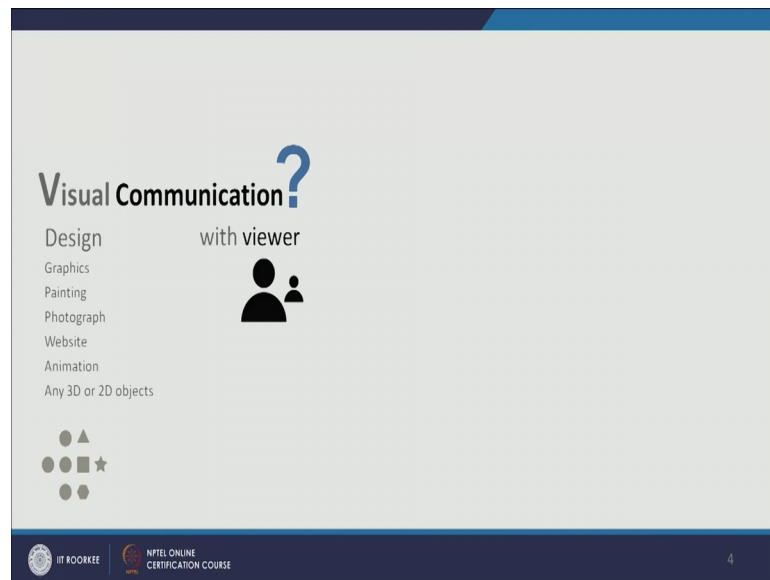 Visual Communication?
Design
with viewer
Graphics
Painting
Photograph
Website
Animation
Any 3D or 2D objects
IIT ROORKEE
NPTEL
NPTEL ONLINE
CERTIFICATION COURSE
4